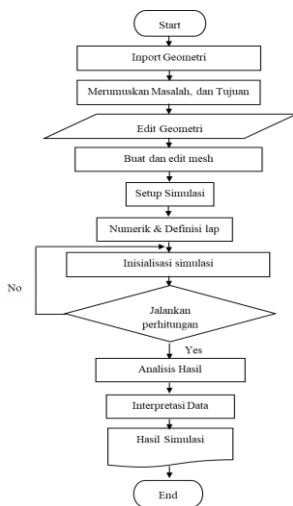 Start
Inport Geometri
Merumuskan Masalah, dan Tujuan
Edit Geometri
Buat dan edit mesh
Setup Simulasi
Numerik & Definisi lap
Inisialisasi simulasi
No
Jalankan
perhitungan
Yes
Analisis Hasil
Interpretasi Data
Hasil Simulasi
End